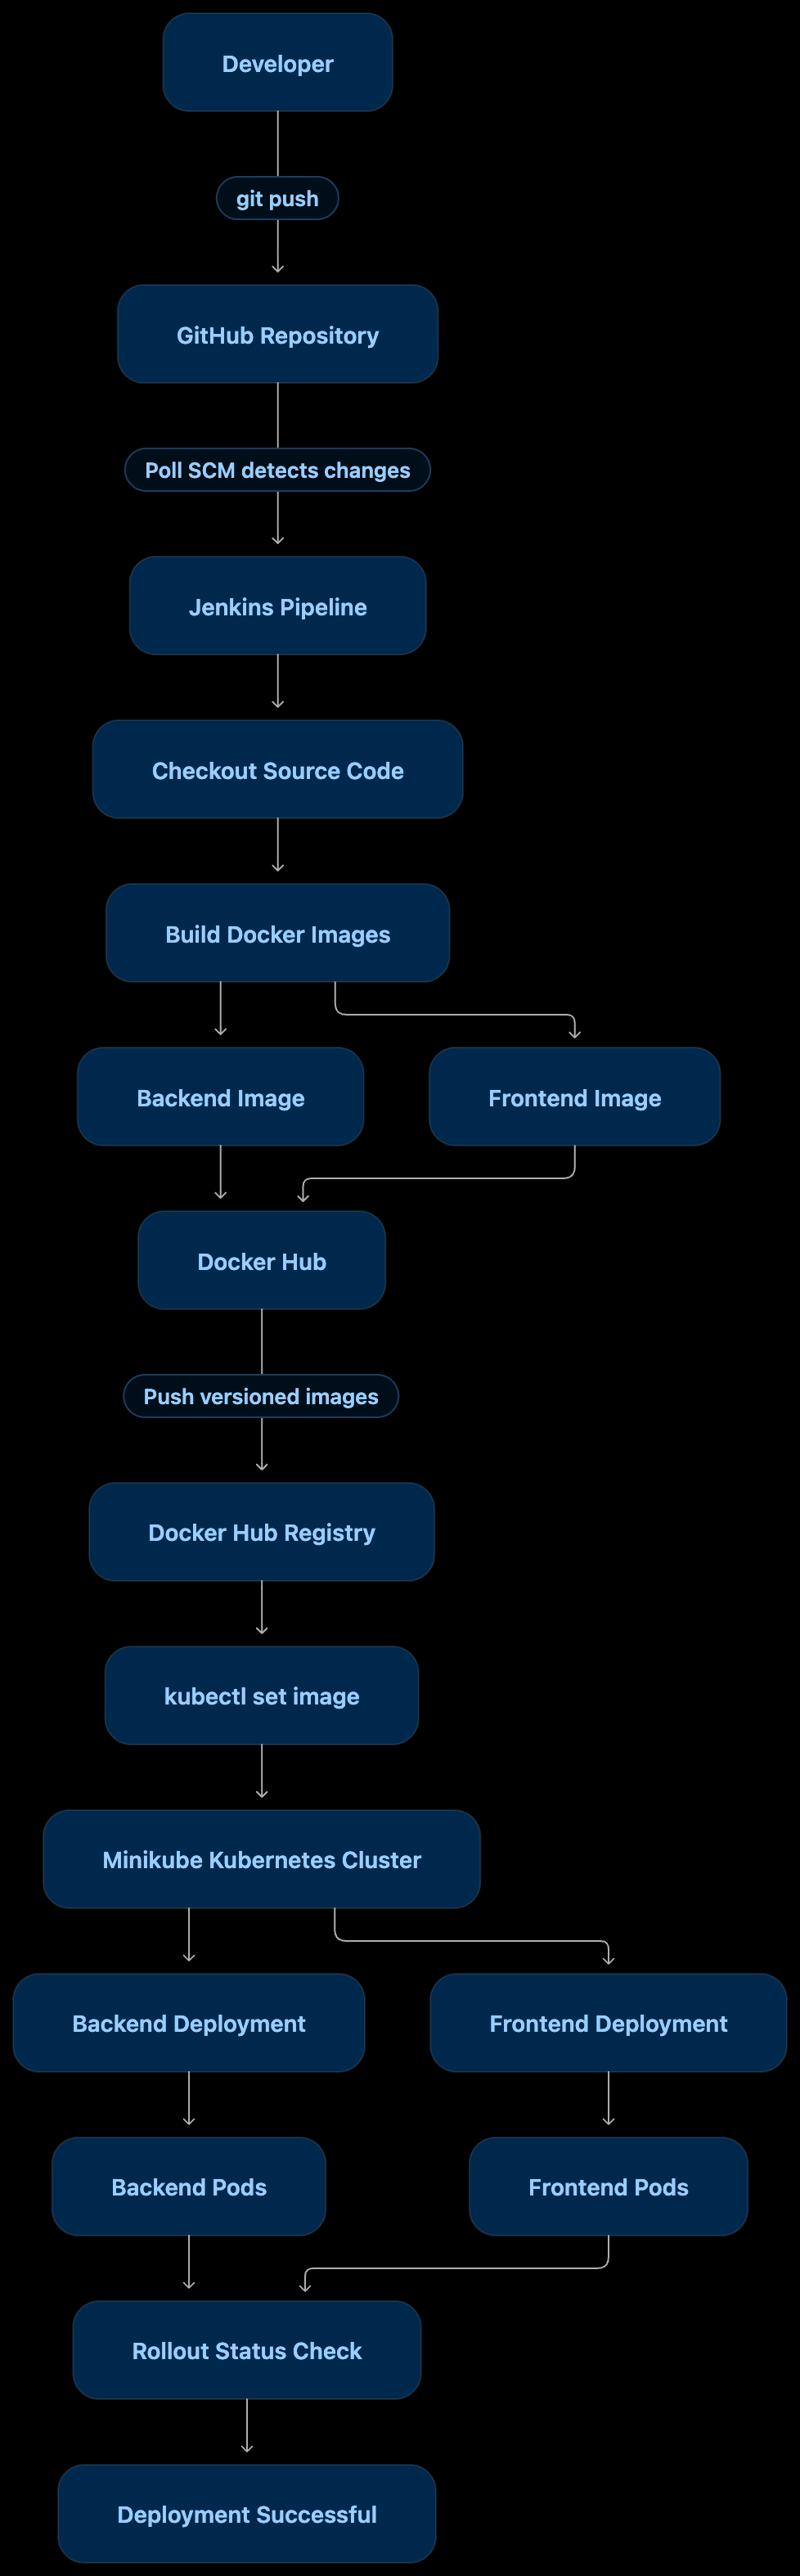 Developer
git push
GitHub Repository
Poll SCM detects changes
Jenkins Pipeline
Checkout Source Code
Build Docker Images
Backend Image
Frontend Image
Docker Hub
Push versioned images
Docker Hub Registry
kubectl set image
Minikube Kubernetes Cluster
Backend Deployment
Frontend Deployment
Backend Pods
Frontend Pods
Rollout Status Check
Deployment Successful